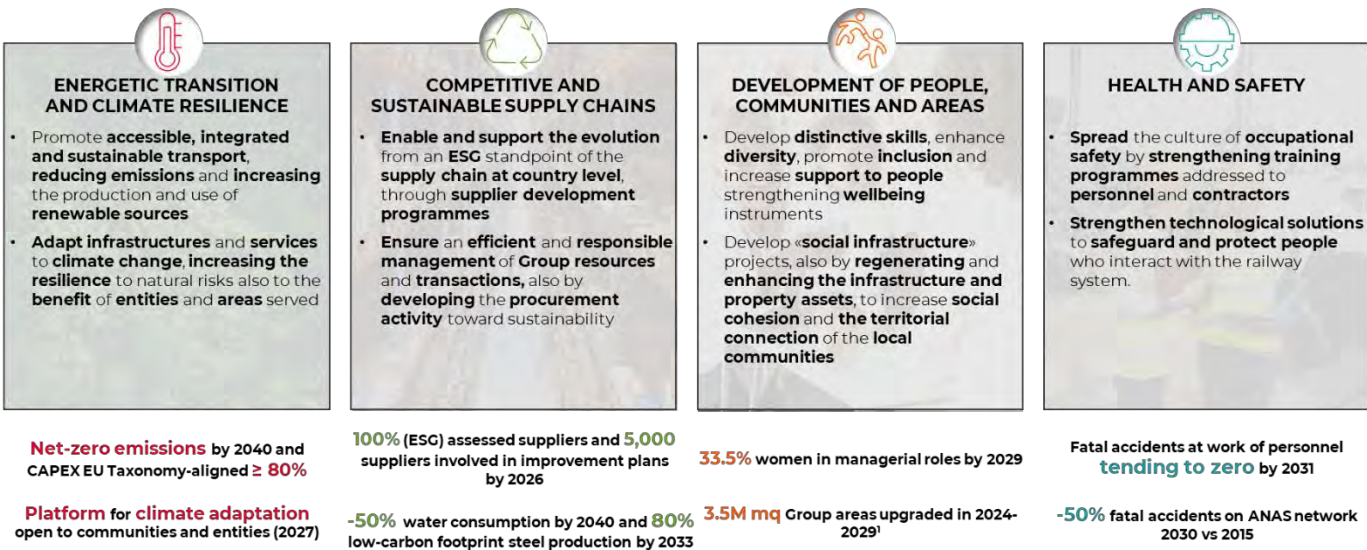 ENERGETIC TRANSITION
AND CLIMATE RESILIENCE
• Promote accessible, integrated
and sustainable transport,
reducing emissions and increasing
the production and use of
renewable sources
• Adapt infrastructures and services
to climate change, increasing the
resilience to natural risks also to the
benefit of entities and areas served
Net-zero emissions by 2040 and
CAPEX EU Taxonomy-aligned ≥ 80%
Platform for climate adaptation
open to communities and entities (2027)
COMPETITIVE AND
SUSTAINABLE SUPPLY CHAINS
• Enable and support the evolution
from an ESG standpoint of the
supply chain at country level,
through supplier development
programmes
• Ensure an efficient and responsible
management of Group resources
and transactions, also by
developing the procurement
activity toward sustainability
100% (ESG) assessed suppliers and 5,000
suppliers involved in improvement plans
by 2026
-50% water consumption by 2040 and 80%
low-carbon footprint steel production by 2033
DEVELOPMENT OF PEOPLE,
COMMUNITIES AND AREAS
• Develop distinctive skills, enhance
diversity, promote inclusion and
increase support to people
strengthening wellbeing
instruments
• Develop «social infrastructure»
projects, also by regenerating and
enhancing the infrastructure and
property assets, to increase social
cohesion and the territorial
connection of the local
communities
33.5% women in managerial roles by 2029
3.5M mq Group areas upgraded in 2024-
2029¹
HEALTH AND SAFETY
• Spread the culture of occupational
safety by strengthening training
programmes addressed to
personnel and contractors
• Strengthen technological solutions
to safeguard and protect people
who interact with the railway
system.
Fatal accidents at work of personnel
tending to zero by 2031
-50% fatal accidents on ANAS network
2030 vs 2015